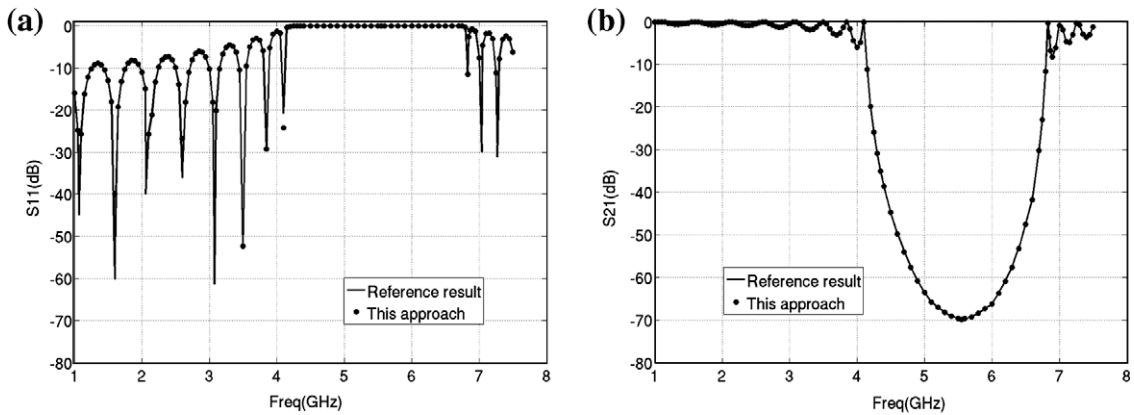 (a)
0
-10
-20
-30
-40
-50
-60
-70
-80
S11(dB)
1 2 3 4 5 6 7 8
Freq(GHz)
Reference result
This approach
(b)
0
-10
-20
-30
-40
-50
-60
-70
-80
S21(dB)
1 2 3 4 5 6 7 8
Freq(GHz)
Reference result
This approach